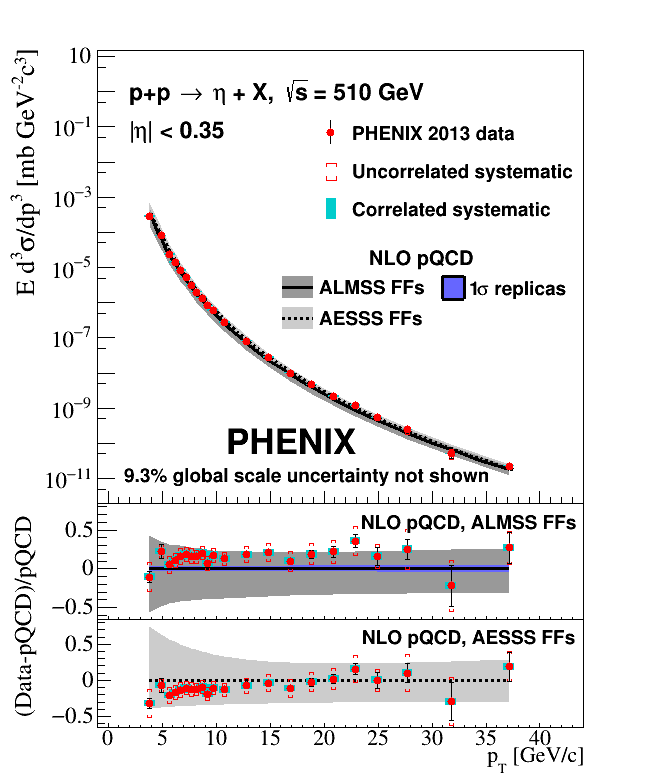 10
10⁻¹
10⁻³
10⁻⁵
10⁻⁷
10⁻⁹
10⁻¹¹
E d³σ/dp³ [mb GeV⁻²c³]
p+p → η + X, √s = 510 GeV
|η| < 0.35
PHENIX 2013 data
Uncorrelated systematic
Correlated systematic
NLO pQCD
ALMSS FFs
1σ replicas
AESSS FFs
PHENIX
9.3% global scale uncertainty not shown
(Data-pQCD)/pQCD
NLO pQCD, ALMSS FFs
0.5
0
−0.5
NLO pQCD, AESSS FFs
0.5
0
−0.5
0 5 10 15 20 25 30 35 40
p_T [GeV/c]